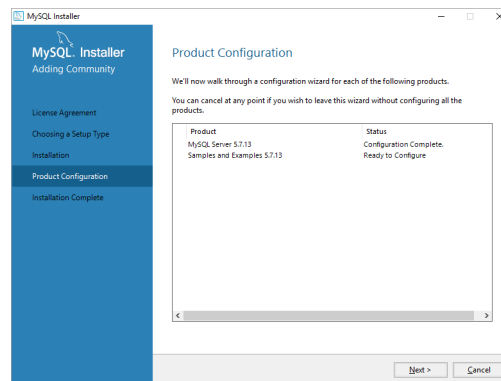 MySQL Installer
MySQL. Installer
Adding Community
License Agreement
Choosing a Setup Type
Installation
Product Configuration
Installation Complete
Product Configuration
We'll now walk through a configuration wizard for each of the following products.
You can cancel at any point if you wish to leave this wizard without configuring all the
products.
Product Status
MySQL Server 5.7.13 Configuration Complete.
Samples and Examples 5.7.13 Ready to Configure
Next > Cancel